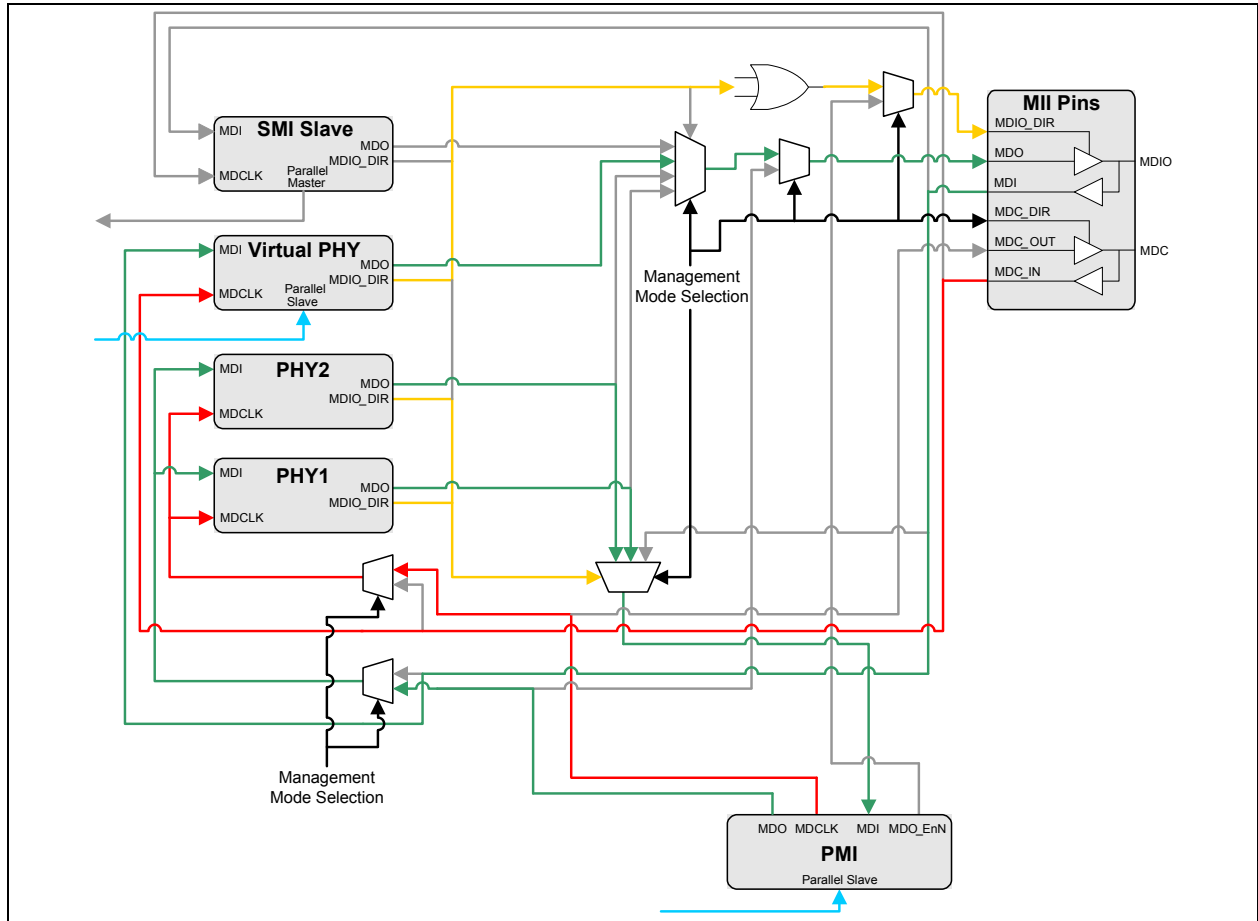 MII Pins
MDIO_DIR
MDO
MDI
MDC_DIR
MDC_OUT
MDC_IN
MDIO
MDC
SMI Slave
MDI
MDO
MDIO_DIR
MDCLK
Parallel
Master
Virtual PHY
MDI
MDO
MDIO_DIR
MDCLK
Parallel
Slave
Management
Mode Selection
PHY2
MDI
MDO
MDIO_DIR
MDCLK
PHY1
MDI
MDO
MDIO_DIR
MDCLK
Management
Mode Selection
MDO
MDCLK
MDI
MDO_EnN
PMI
Parallel Slave